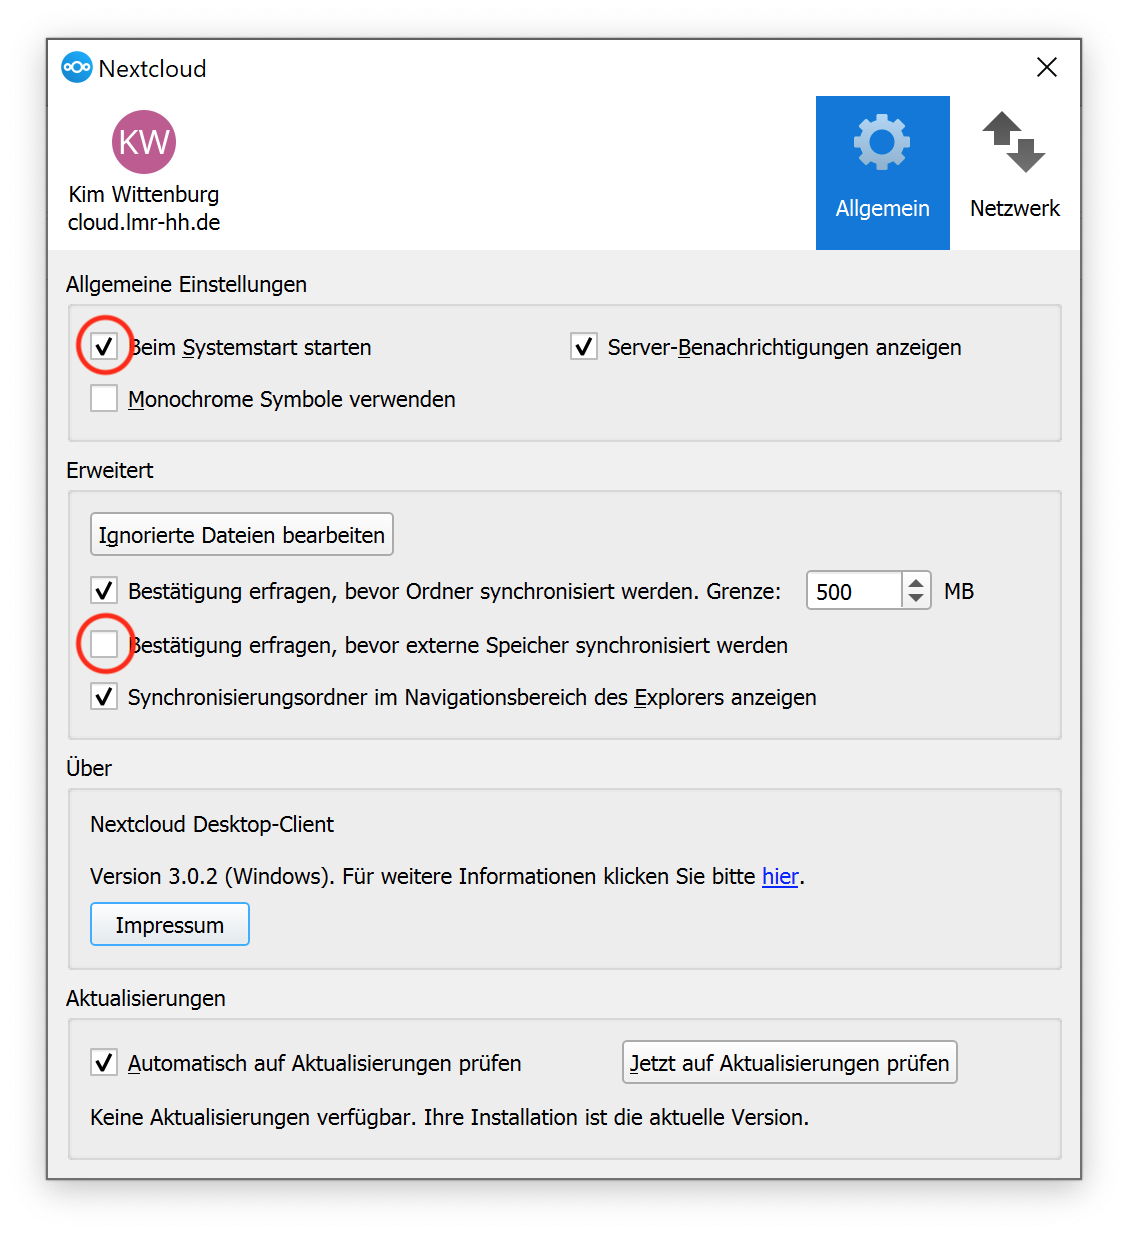 Nextcloud
KW
Kim Wittenburg
cloud.lmr-hh.de
Allgemein
Netzwerk
Allgemeine Einstellungen
Beim Systemstart starten
Server-Benachrichtigungen anzeigen
Monochrome Symbole verwenden
Erweitert
Ignorierte Dateien bearbeiten
Bestätigung erfragen, bevor Ordner synchronisiert werden. Grenze: 500 MB
Bestätigung erfragen, bevor externe Speicher synchronisiert werden
Synchronisierungsordner im Navigationsbereich des Explorers anzeigen
Über
Nextcloud Desktop-Client
Version 3.0.2 (Windows). Für weitere Informationen klicken Sie bitte hier.
Impressum
Aktualisierungen
Automatisch auf Aktualisierungen prüfen
Jetzt auf Aktualisierungen prüfen
Keine Aktualisierungen verfügbar. Ihre Installation ist die aktuelle Version.